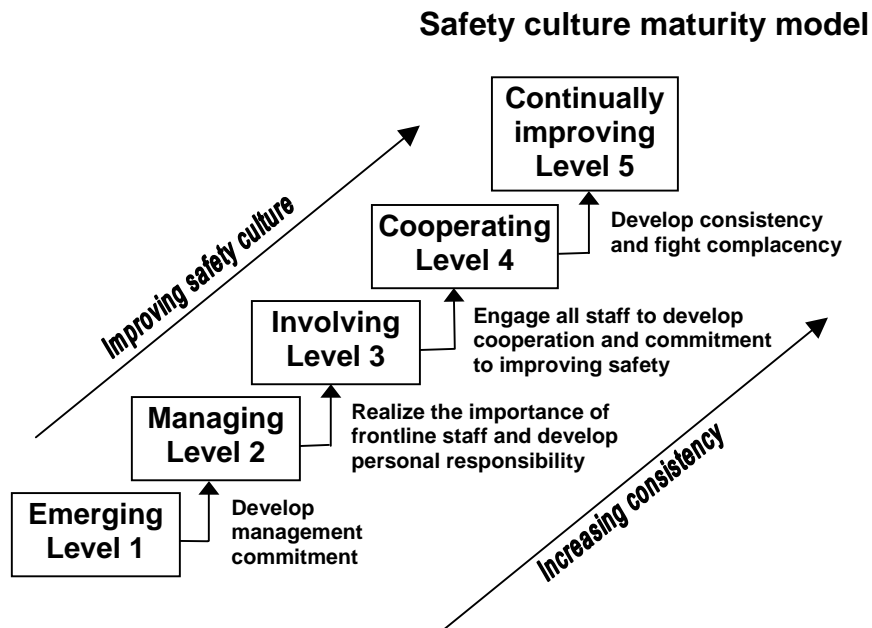 Safety culture maturity model
Continually
improving
Level 5
Develop consistency
and fight complacency
Cooperating
Level 4
Engage all staff to develop
cooperation and commitment
to improving safety
Involving
Level 3
Realize the importance of
frontline staff and develop
personal responsibility
Managing
Level 2
Develop
management
commitment
Emerging
Level 1
Improving safety culture
Increasing consistency